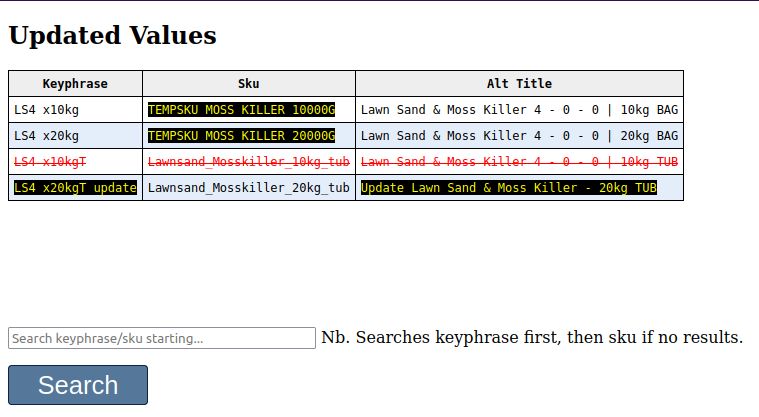 Updated Values
Keyphrase Sku Alt Title
LS4 x10kg TEMPSKU MOSS KILLER 10000G Lawn Sand & Moss Killer 4 - 0 - 0 | 10kg BAG
LS4 x20kg TEMPSKU MOSS KILLER 20000G Lawn Sand & Moss Killer 4 - 0 - 0 | 20kg BAG
LS4 x10kgT Lawnsand_Mosskiller_10kg_tub Lawn Sand & Moss Killer 4 - 0 - 0 | 10kg TUB
LS4 x20kgT update Lawnsand_Mosskiller_20kg_tub Update Lawn Sand & Moss Killer - 20kg TUB
Search keyphrase/sku starting... Nb. Searches keyphrase first, then sku if no results.
Search